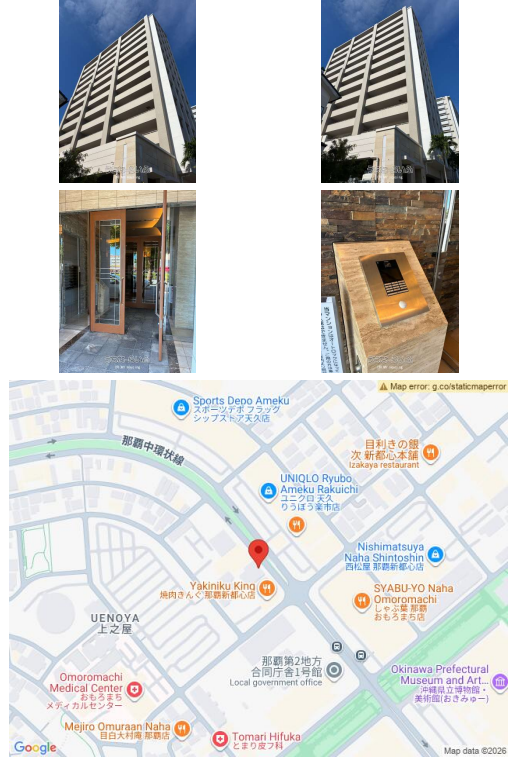 ⚠ Map error: g.co/staticmaperror
Sports Depo Ameku
スポーツデポ フラッグ
シップストア天久店
那覇中環状線
目利きの銀
次 新都心本舗
Izakaya restaurant
UNIQLO Ryubo
Ameku Rakuichi
ユニクロ 天久
りうぼう楽市店
Nishimatsuya
Naha Shintoshin
西松屋 那覇新都心店
Yakiniku King
焼肉きんぐ 那覇新都心店
SYABU-YO Naha
Omoromachi
しゃぶ葉 那覇
おもろまち店
UENOYA
上之屋
那覇第2地方
合同庁舎1号館
Local government office
Okinawa Prefectural
Museum and Art...
沖縄県立博物館・
美術館(おきみゅー)
Omoromachi
Medical Center
おもろまち
メディカルセンター
Mejiro Omuraan Naha
目白大村庵 那覇店
Tomari Hifuka
とまり皮フ科
Google
Map data ©2026